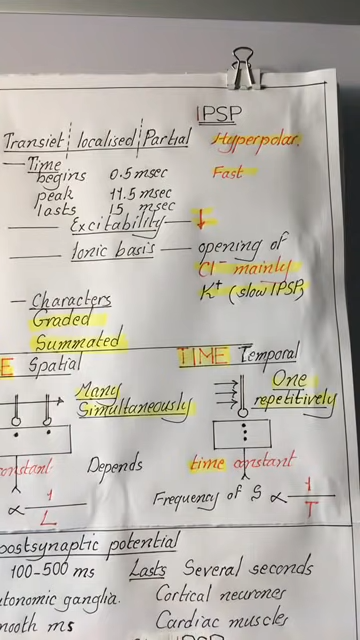 IPSP
Transiet localised Partial Hyperpolar.
Time
begins 0.5 msec Fast
peak 11.5 msec
lasts 15 msec
Excitability ↓
Ionic basis opening of
Cl⁻ mainly
K⁺ (slow IPSP)
Characters
Graded
Summated
E Spatial TIME Temporal
Many Simultaneously
One repetitively
onstant Depends time constant
∝ 1/L Frequency of S ∝ 1/T
postsynaptic potential
100-500 ms Lasts Several seconds
utonomic ganglia. Cortical neurones
mooth ms Cardiac muscles